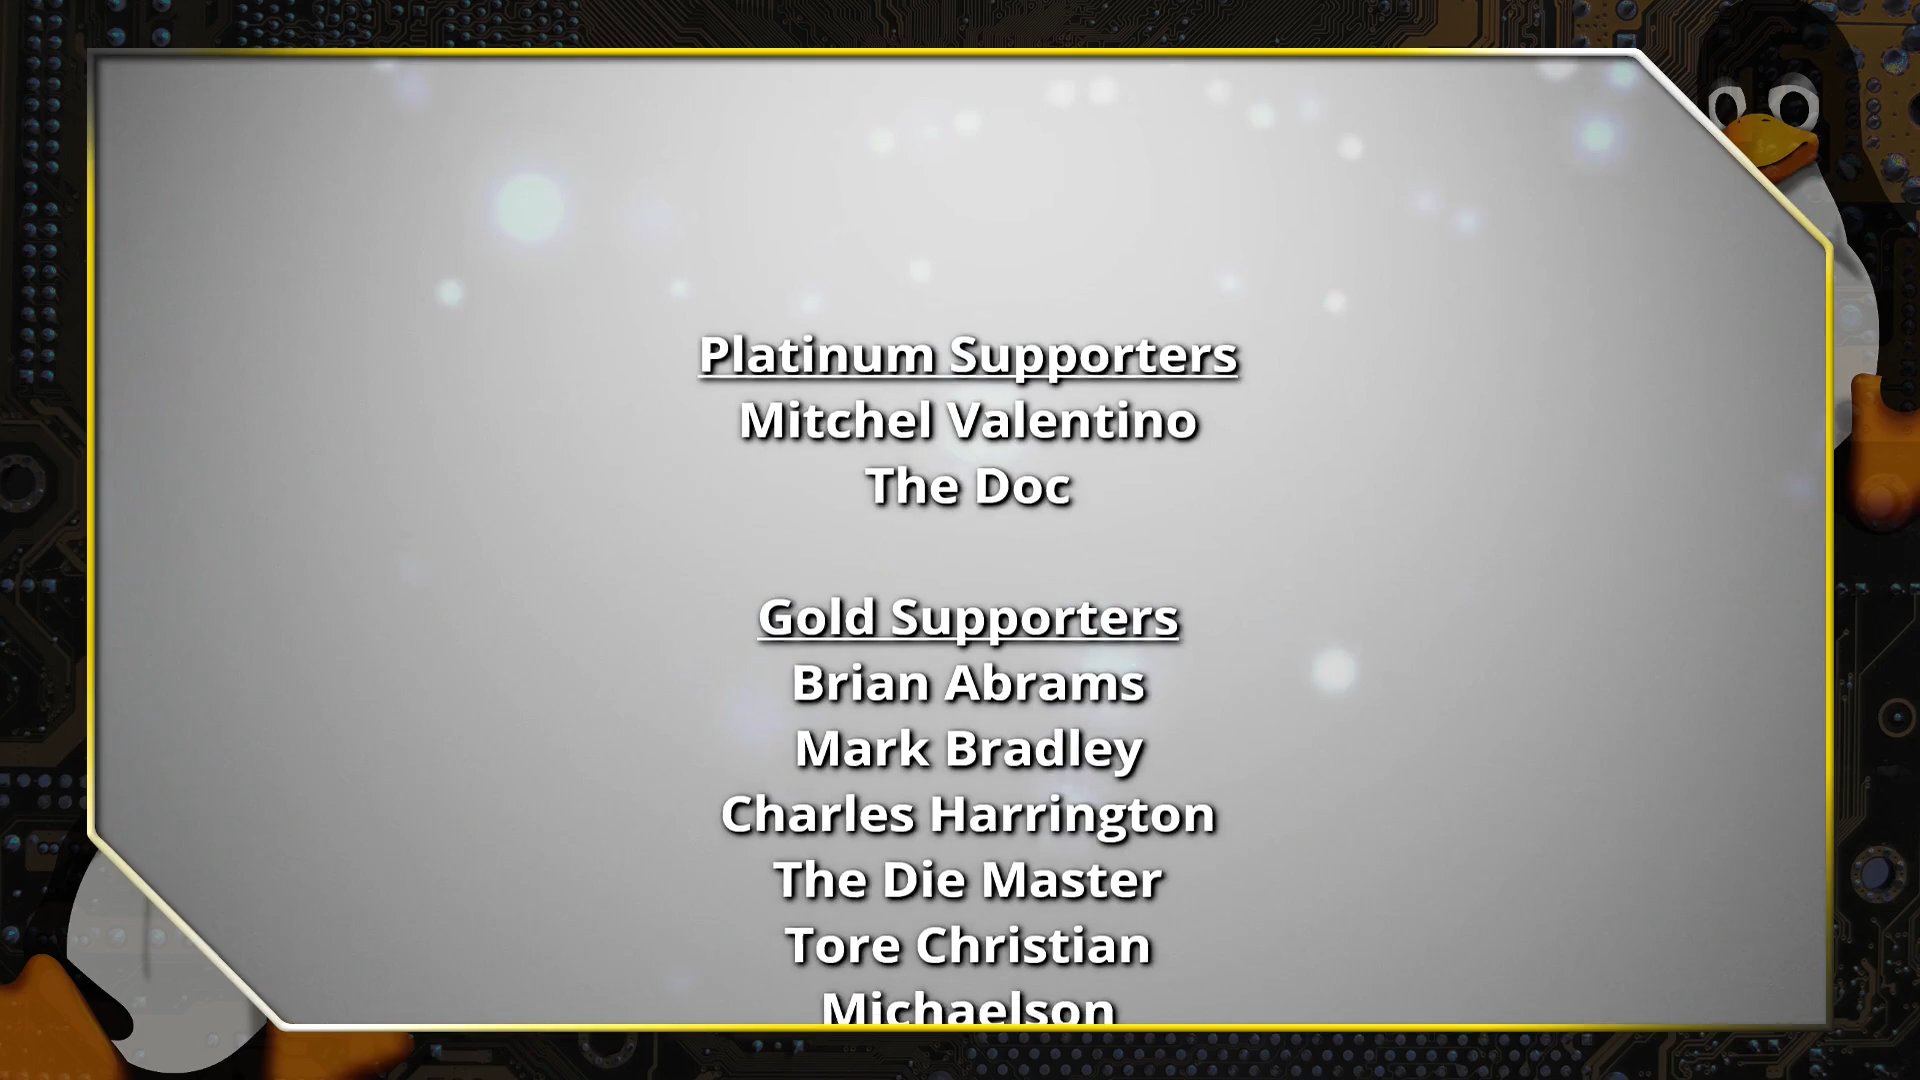 Platinum Supporters
Mitchel Valentino
The Doc
Gold Supporters
Brian Abrams
Mark Bradley
Charles Harrington
The Die Master
Tore Christian
Michaelson